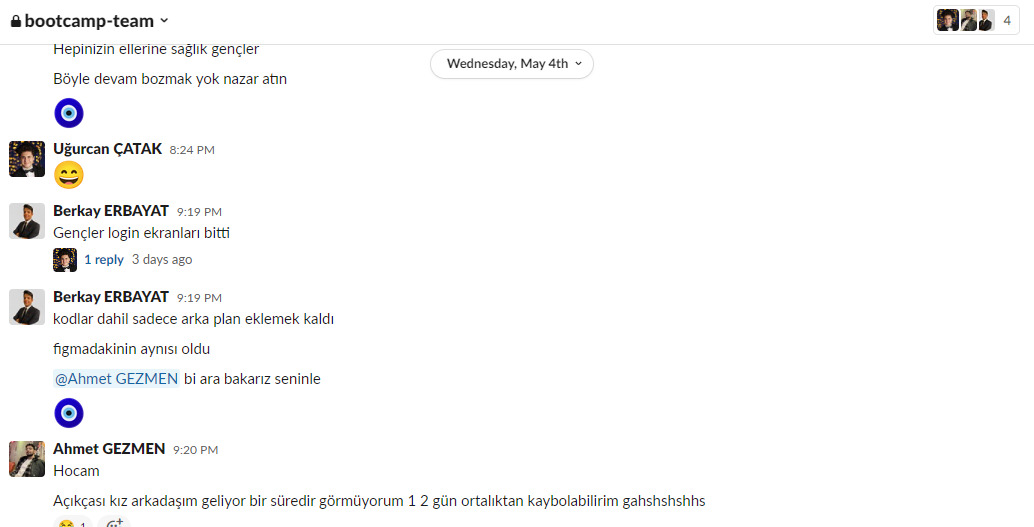 bootcamp-team
4
Hepinizin ellerine sağlık gençler
Wednesday, May 4th
Böyle devam bozmak yok nazar atın
Uğurcan ÇATAK 8:24 PM
Berkay ERBAYAT 9:19 PM
Gençler login ekranları bitti
1 reply 3 days ago
Berkay ERBAYAT 9:19 PM
kodlar dahil sadece arka plan eklemek kaldı
figmadakinin aynısı oldu
@Ahmet GEZMEN bi ara bakarız seninle
Ahmet GEZMEN 9:20 PM
Hocam
Açıkçası kız arkadaşım geliyor bir süredir görmüyorum 1 2 gün ortalıktan kaybolabilirim gahshshshhs
1